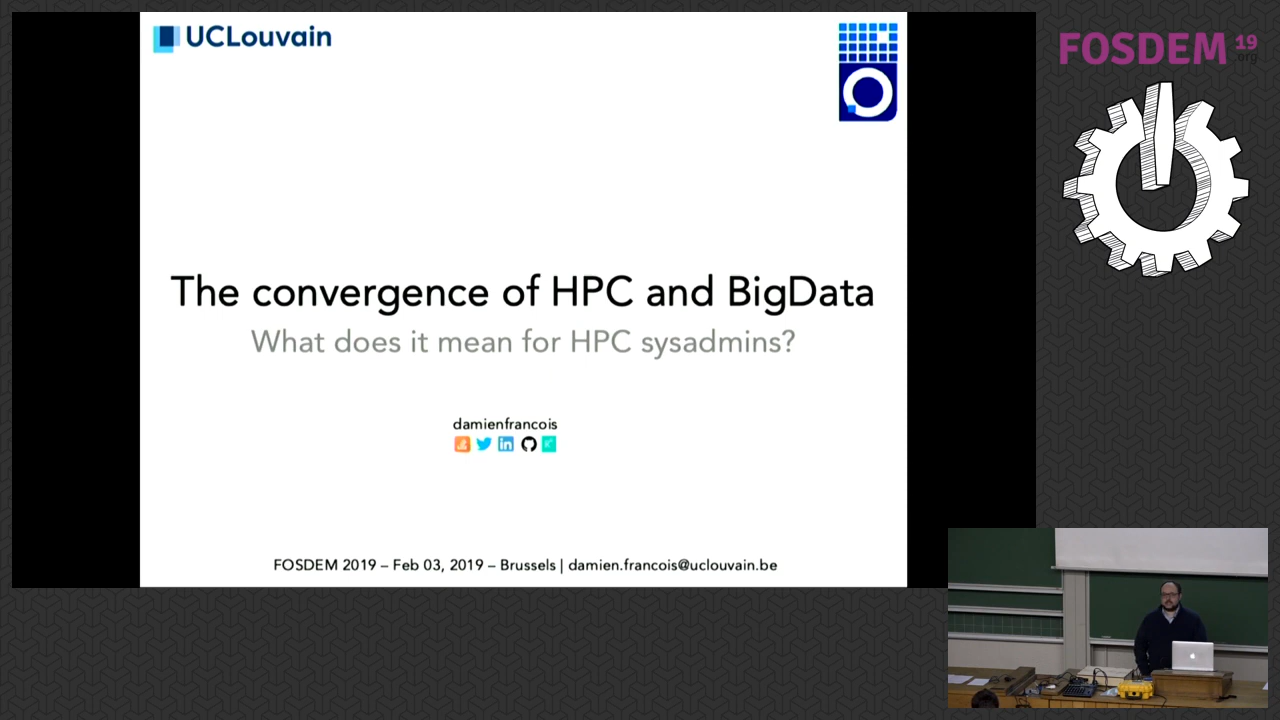 UCLouvain
The convergence of HPC and BigData
What does it mean for HPC sysadmins?
damienfrancois
in
FOSDEM 2019 – Feb 03, 2019 – Brussels | damien.francois@uclouvain.be
FOSDEM 19
org